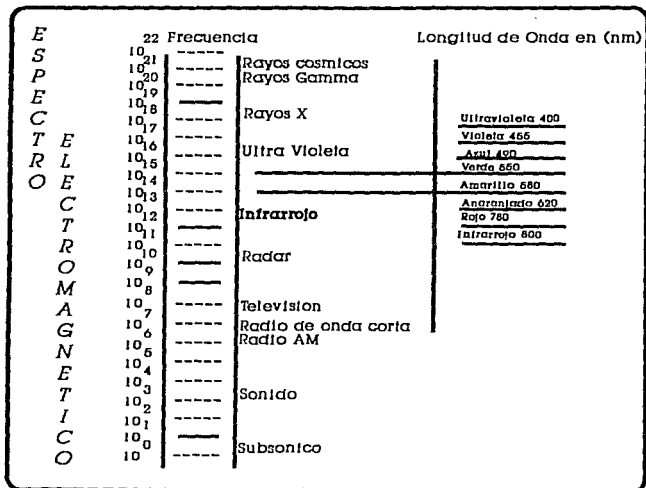 ESPECTRO
ELECTROMAGNETICO
Frecuencia
10 22
10 21
10 20
10 19
10 18
10 17
10 16
10 15
10 14
10 13
10 12
10 11
10 10
10 9
10 8
10 7
10 6
10 5
10 4
10 3
10 2
10 1
10 0
Rayos cosmicos
Rayos Gamma
Rayos X
Ultra Violeta
Infrarrojo
Radar
Television
Radio de onda corta
Radio AM
Sonido
Subsonico
Longitud de Onda en (nm)
Ultravioleta 400
Violeta 455
Azul 490
Verde 550
Amarillo 580
Anaranjado 620
Rojo 780
Infrarrojo 800